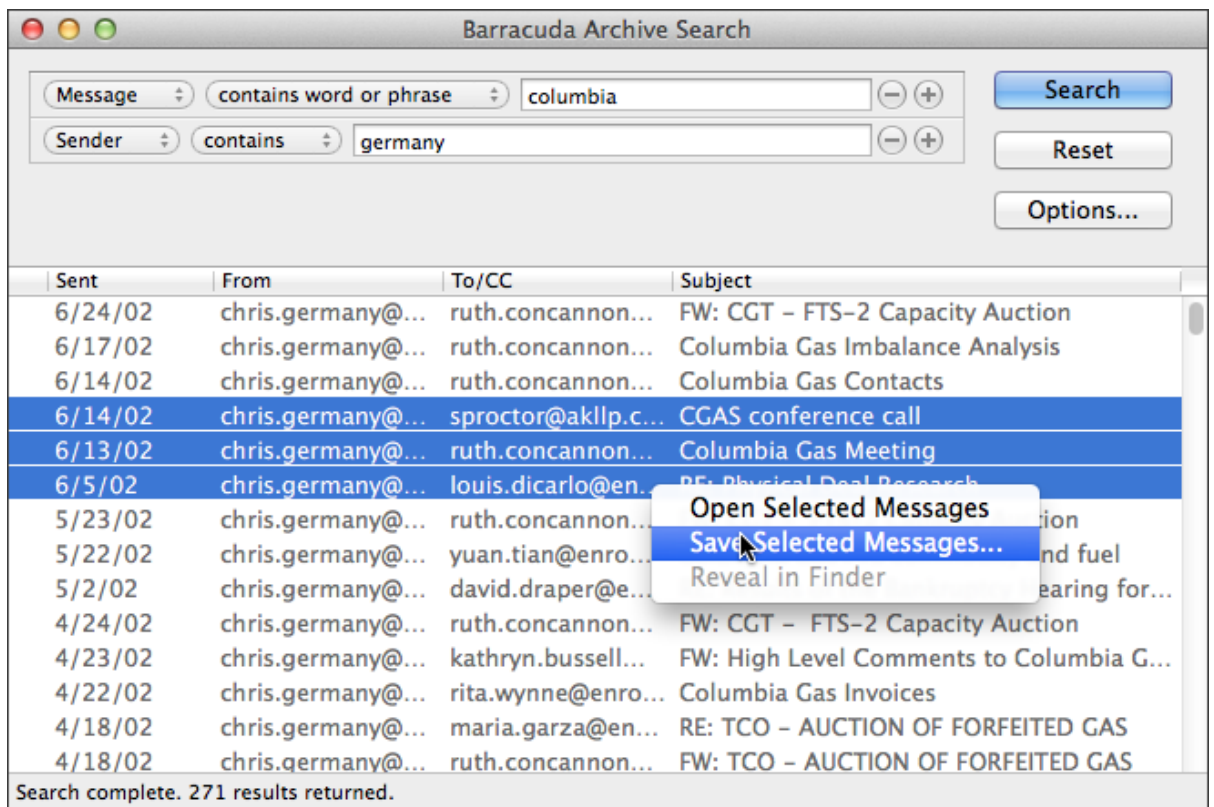 Barracuda Archive Search
Message contains word or phrase columbia Search
Sender contains germany Reset
Options...
Sent From To/CC Subject
6/24/02 chris.germany@... ruth.concannon... FW: CGT – FTS–2 Capacity Auction
6/17/02 chris.germany@... ruth.concannon... Columbia Gas Imbalance Analysis
6/14/02 chris.germany@... ruth.concannon... Columbia Gas Contacts
6/14/02 chris.germany@... sproctor@akllp.c... CGAS conference call
6/13/02 chris.germany@... ruth.concannon... Columbia Gas Meeting
6/5/02 chris.germany@... louis.dicarlo@en... RE: Physical Deal Research
Open Selected Messages
5/23/02 chris.germany@... ruth.concannon... tion
Save Selected Messages...
5/22/02 chris.germany@... yuan.tian@enro... nd fuel
Reveal in Finder
5/2/02 chris.germany@... david.draper@e... earing for...
4/24/02 chris.germany@... ruth.concannon... FW: CGT – FTS–2 Capacity Auction
4/23/02 chris.germany@... kathryn.bussell... FW: High Level Comments to Columbia G...
4/22/02 chris.germany@... rita.wynne@enro... Columbia Gas Invoices
4/18/02 chris.germany@... maria.garza@en... RE: TCO – AUCTION OF FORFEITED GAS
4/18/02 chris.germany@... ruth.concannon... FW: TCO – AUCTION OF FORFEITED GAS
Search complete. 271 results returned.